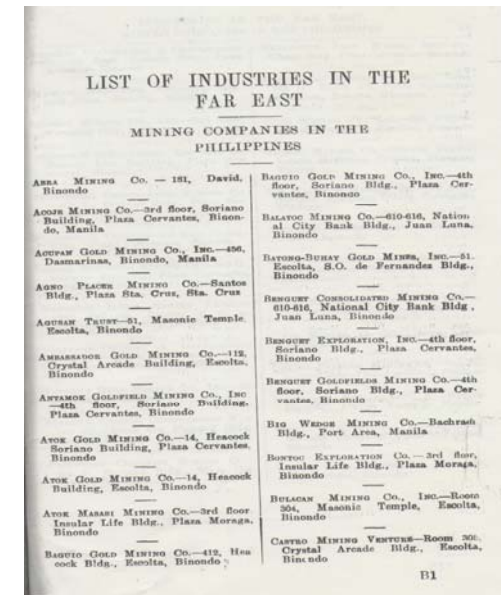 LIST OF INDUSTRIES IN THE
FAR EAST
MINING COMPANIES IN THE
PHILIPPINES
ABRA MINING CO. — 181, David,
Binondo
ACOJE MINING CO.—3rd floor, Soriano
Building, Plaza Cervantes, Binon-
do, Manila
ACUPAN GOLD MINING CO., INC.—456,
Dasmarinas, Binondo, Manila
AGNO PLACER MINING CO.—Santos
Bldg., Plaza Sta. Cruz, Sta. Cruz
AGUSAN TRUST—51, Masonic Temple,
Escolta, Binondo
AMBASSADOR GOLD MINING CO.—112,
Crystal Arcade Building, Escolta,
Binondo
ANTAMOK GOLDFIELD MINING CO., INC
—4th floor, Soriano Building,
Plaza Cervantes, Binondo
ATOK GOLD MINING CO.—14, Heacock
Soriano Building, Plaza Cervantes,
Binondo
ATOK GOLD MINING CO.—14, Heacock
Building, Escolta, Binondo
ATOK MASABI MINING CO.—3rd floor
Insular Life Bldg., Plaza Moraga,
Binondo
BAGUIO GOLD MINING CO.—412, Hea
cock Bldg., Escolta, Binondo
BAGUIO GOLD MINING CO., INC.—4th
floor, Soriano Bldg., Plaza Cer-
vantes, Binondo
BALATOC MINING CO.—610-616, Nation-
al City Bank Bldg., Juan Luna,
Binondo
BATONG-BUHAY GOLD MINES, INC.—51.
Escolta, S.O. de Fernandez Bldg.,
Binondo
BENGUET CONSOLIDATED MINING CO.—
610-616, National City Bank Bldg,
Juan Luna, Binondo
BENGUET EXPLORATION, INC.—4th floor,
Soriano Bldg., Plaza Cervantes,
Binondo
BENGUET GOLDFIELDS MINING CO.—4th
floor, Soriano Bldg., Plaza Cer-
vantes, Binondo
BIG WEDGE MINING CO.—Bachrach
Bldg., Port Area, Manila
BONTOC EXPLORATION CO. — 3rd floor,
Insular Life Bldg., Plaza Moraga,
Binondo
BULACAN MINING CO., INC.—Room
304, Masonic Temple, Escolta,
Binondo
CASTRO MINING VENTURE—Room 305,
Crystal Arcade Bldg., Escolta,
Binondo
B1